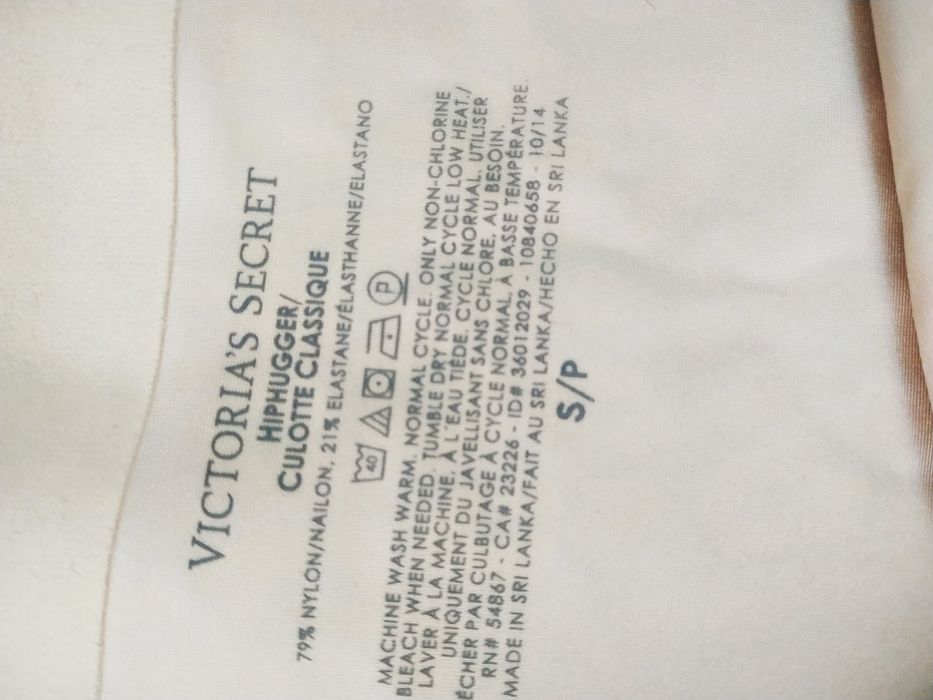 VICTORIA'S SECRET
HIPHUGGER/
CULOTTE CLASSIQUE
79% NYLON/NAILON, 21% ELASTANE/ÉLASTHANNE/ELASTANO
40 P
MACHINE WASH WARM. NORMAL CYCLE. ONLY NON-CHLORINE
BLEACH WHEN NEEDED. TUMBLE DRY NORMAL CYCLE LOW HEAT./
LAVER À LA MACHINE, À L'EAU TIÈDE. CYCLE NORMAL. UTILISER
UNIQUEMENT DU JAVELLISANT SANS CHLORE, AU BESOIN.
ÉCHER PAR CULBUTAGE À CYCLE NORMAL, À BASSE TEMPÉRATURE.
RN# 54867 - CA# 23226 - ID# 36012029 - 10840658 - 10/14
MADE IN SRI LANKA/FAIT AU SRI LANKA/HECHO EN SRI LANKA
S/P